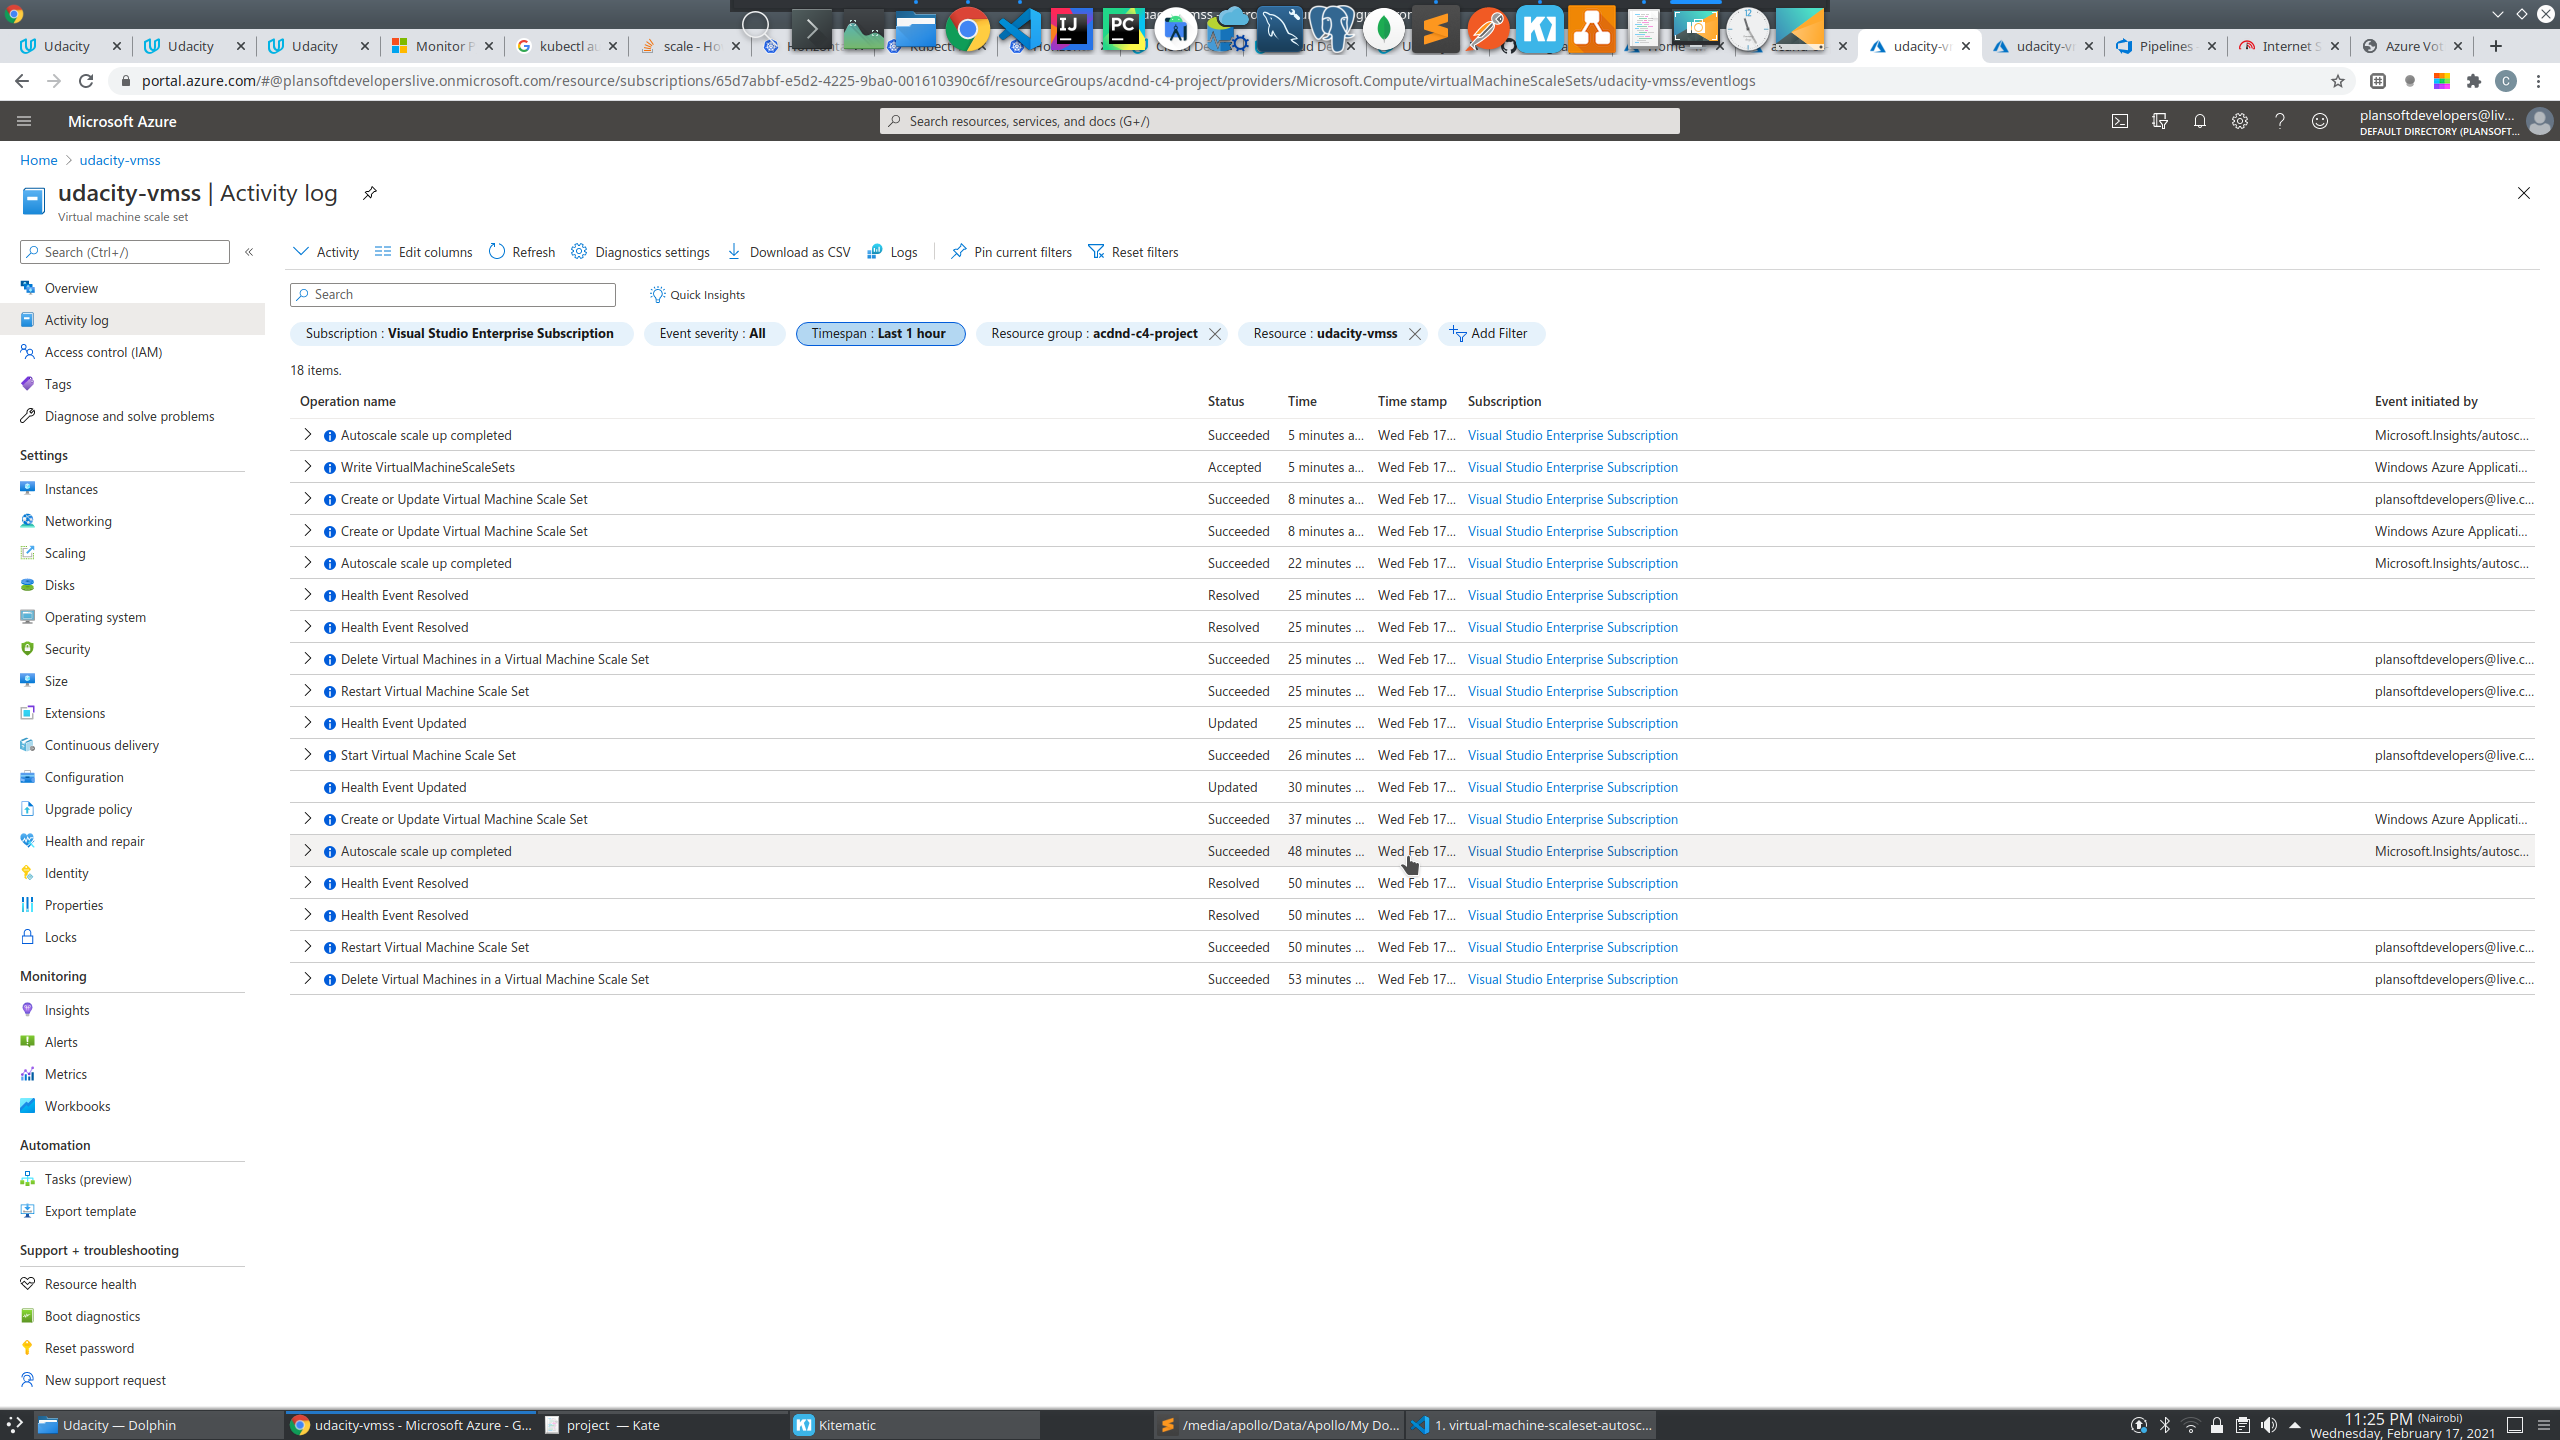 Udacity
Udacity
Udacity
Monitor P
kubectl au
scale - Ho
udacity-v
udacity-v
Pipelines
Internet S
Azure Vot
portal.azure.com/#@plansoftdeveloperslive.onmicrosoft.com/resource/subscriptions/65d7abbf-e5d2-4225-9ba0-001610390c6f/resourceGroups/acdnd-c4-project/providers/Microsoft.Compute/virtualMachineScaleSets/udacity-vmss/eventlogs
Microsoft Azure
Search resources, services, and docs (G+/)
plansoftdevelopers@liv...
DEFAULT DIRECTORY (PLANSOFT...
Home > udacity-vmss
udacity-vmss | Activity log
Virtual machine scale set
Search (Ctrl+/)
Activity
Edit columns
Refresh
Diagnostics settings
Download as CSV
Logs
Pin current filters
Reset filters
Overview
Activity log
Access control (IAM)
Tags
Diagnose and solve problems
Settings
Instances
Networking
Scaling
Disks
Operating system
Security
Size
Extensions
Continuous delivery
Configuration
Upgrade policy
Health and repair
Identity
Properties
Locks
Monitoring
Insights
Alerts
Metrics
Workbooks
Automation
Tasks (preview)
Export template
Support + troubleshooting
Resource health
Boot diagnostics
Reset password
New support request
Search
Quick Insights
Subscription : Visual Studio Enterprise Subscription
Event severity : All
Timespan : Last 1 hour
Resource group : acdnd-c4-project
Resource : udacity-vmss
Add Filter
18 items.
Operation name Status Time Time stamp Subscription Event initiated by
Autoscale scale up completed Succeeded 5 minutes a... Wed Feb 17... Visual Studio Enterprise Subscription Microsoft.Insights/autosc...
Write VirtualMachineScaleSets Accepted 5 minutes a... Wed Feb 17... Visual Studio Enterprise Subscription Windows Azure Applicati...
Create or Update Virtual Machine Scale Set Succeeded 8 minutes a... Wed Feb 17... Visual Studio Enterprise Subscription plansoftdevelopers@live.c...
Create or Update Virtual Machine Scale Set Succeeded 8 minutes a... Wed Feb 17... Visual Studio Enterprise Subscription Windows Azure Applicati...
Autoscale scale up completed Succeeded 22 minutes ... Wed Feb 17... Visual Studio Enterprise Subscription Microsoft.Insights/autosc...
Health Event Resolved Resolved 25 minutes ... Wed Feb 17... Visual Studio Enterprise Subscription
Health Event Resolved Resolved 25 minutes ... Wed Feb 17... Visual Studio Enterprise Subscription
Delete Virtual Machines in a Virtual Machine Scale Set Succeeded 25 minutes ... Wed Feb 17... Visual Studio Enterprise Subscription plansoftdevelopers@live.c...
Restart Virtual Machine Scale Set Succeeded 25 minutes ... Wed Feb 17... Visual Studio Enterprise Subscription plansoftdevelopers@live.c...
Health Event Updated Updated 25 minutes ... Wed Feb 17... Visual Studio Enterprise Subscription
Start Virtual Machine Scale Set Succeeded 26 minutes ... Wed Feb 17... Visual Studio Enterprise Subscription plansoftdevelopers@live.c...
Health Event Updated Updated 30 minutes ... Wed Feb 17... Visual Studio Enterprise Subscription
Create or Update Virtual Machine Scale Set Succeeded 37 minutes ... Wed Feb 17... Visual Studio Enterprise Subscription Windows Azure Applicati...
Autoscale scale up completed Succeeded 48 minutes ... Wed Feb 17... Visual Studio Enterprise Subscription Microsoft.Insights/autosc...
Health Event Resolved Resolved 50 minutes ... Wed Feb 17... Visual Studio Enterprise Subscription
Health Event Resolved Resolved 50 minutes ... Wed Feb 17... Visual Studio Enterprise Subscription
Restart Virtual Machine Scale Set Succeeded 50 minutes ... Wed Feb 17... Visual Studio Enterprise Subscription plansoftdevelopers@live.c...
Delete Virtual Machines in a Virtual Machine Scale Set Succeeded 53 minutes ... Wed Feb 17... Visual Studio Enterprise Subscription plansoftdevelopers@live.c...
Udacity — Dolphin
udacity-vmss - Microsoft Azure - G...
project — Kate
Kitematic
/media/apollo/Data/Apollo/My Do...
1. virtual-machine-scaleset-autosc...
11:25 PM (Nairobi)
Wednesday, February 17, 2021